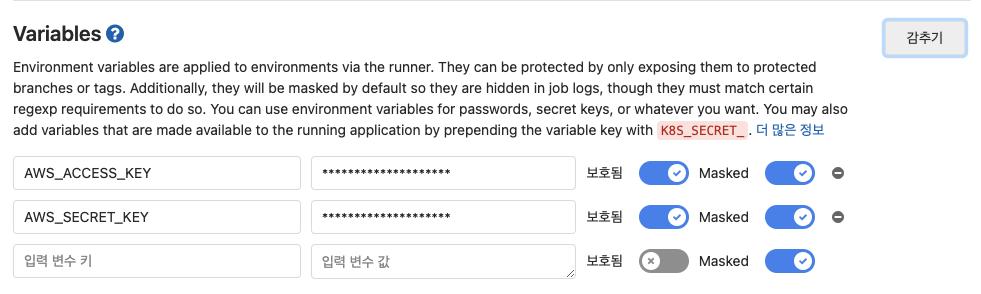 Variables ?
감추기
Environment variables are applied to environments via the runner. They can be protected by only exposing them to protected
branches or tags. Additionally, they will be masked by default so they are hidden in job logs, though they must match certain
regexp requirements to do so. You can use environment variables for passwords, secret keys, or whatever you want. You may also
add variables that are made available to the running application by prepending the variable key with K8S_SECRET_. 더 많은 정보
AWS_ACCESS_KEY ******************** 보호됨 Masked
AWS_SECRET_KEY ******************** 보호됨 Masked
입력 변수 키 입력 변수 값 보호됨 Masked